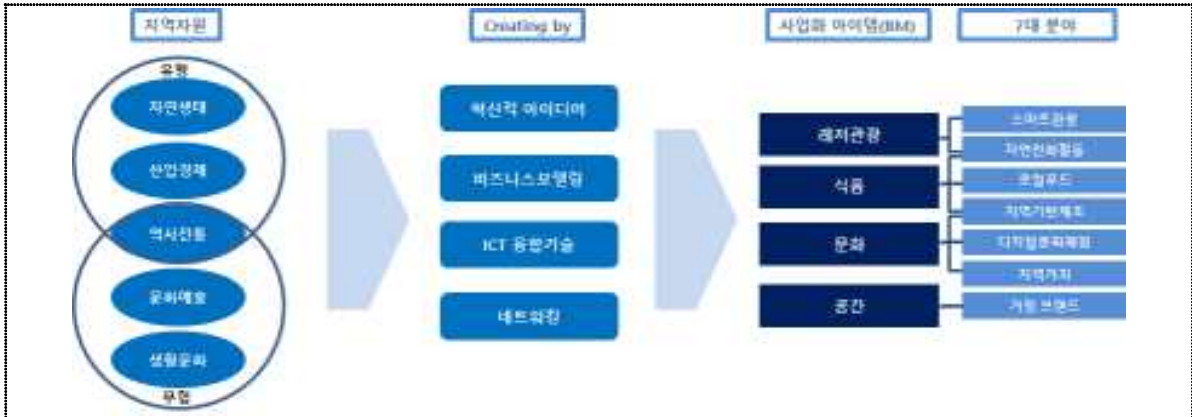 지역자원
유형
자연생태
산업경제
역사전통
문화예술
생활문화
무형
Creating by
혁신적 아이디어
비즈니스모델링
ICT 융합기술
네트워킹
사업화 아이템(BM)
레저관광
식품
문화
공간
7대 분야
스마트관광
자연친화활동
로컬푸드
지역기반제조
디지털문화체험
지역가치
거점 브랜드